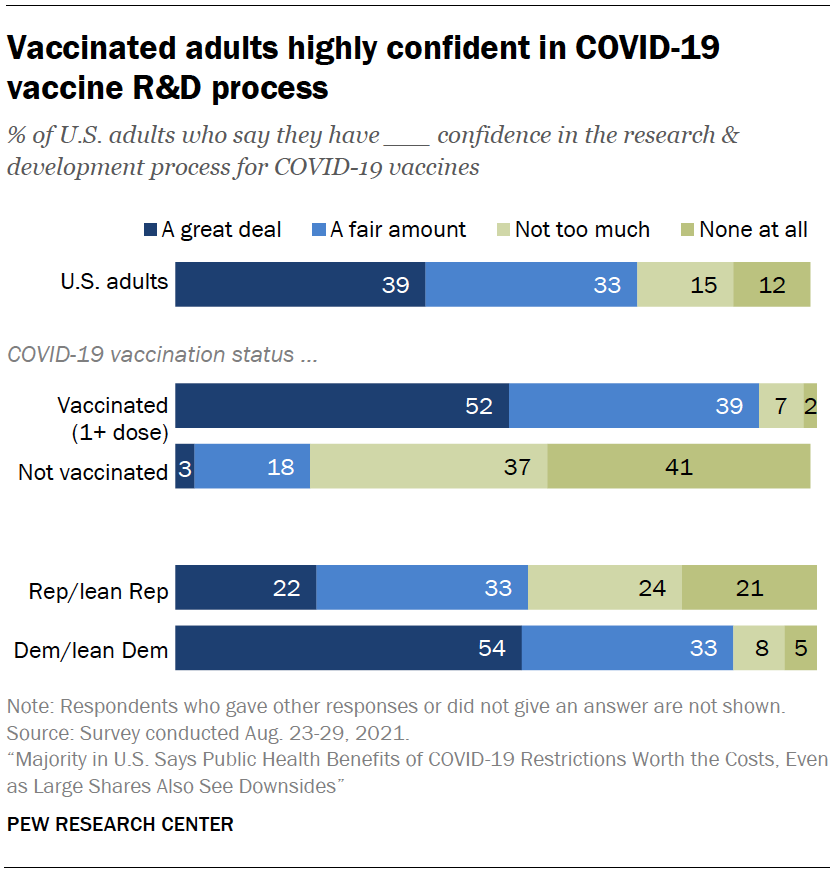 Vaccinated adults highly confident in COVID-19
vaccine R&D process
% of U.S. adults who say they have ___ confidence in the research &
development process for COVID-19 vaccines
A great deal A fair amount Not too much None at all
U.S. adults 39 33 15 12
COVID-19 vaccination status ...
Vaccinated 52 39 7 2
(1+ dose)
Not vaccinated 3 18 37 41
Rep/lean Rep 22 33 24 21
Dem/lean Dem 54 33 8 5
Note: Respondents who gave other responses or did not give an answer are not shown.
Source: Survey conducted Aug. 23-29, 2021.
“Majority in U.S. Says Public Health Benefits of COVID-19 Restrictions Worth the Costs, Even
as Large Shares Also See Downsides”
PEW RESEARCH CENTER